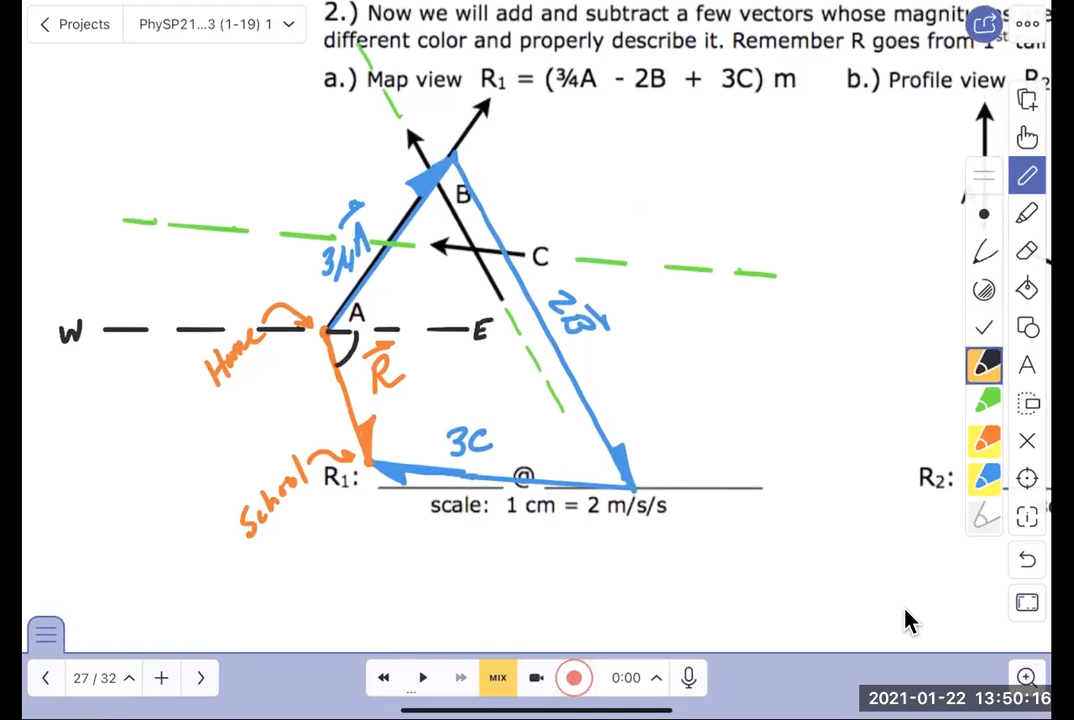 Projects
PhySP21...3 (1-19) 1
2.) Now we will add and subtract a few vectors whose
different color and properly describe it. Remember R goes from 1st
a.) Map view R₁ = (¾A - 2B + 3C) m
b.) Profile view
B
3/4A
C
A
2B
W
E
Home
R
3C
School
R₁:
@
R₂:
scale: 1 cm = 2 m/s/s
A
27 / 32
MIX
0:00
2021-01-22 13:50:16